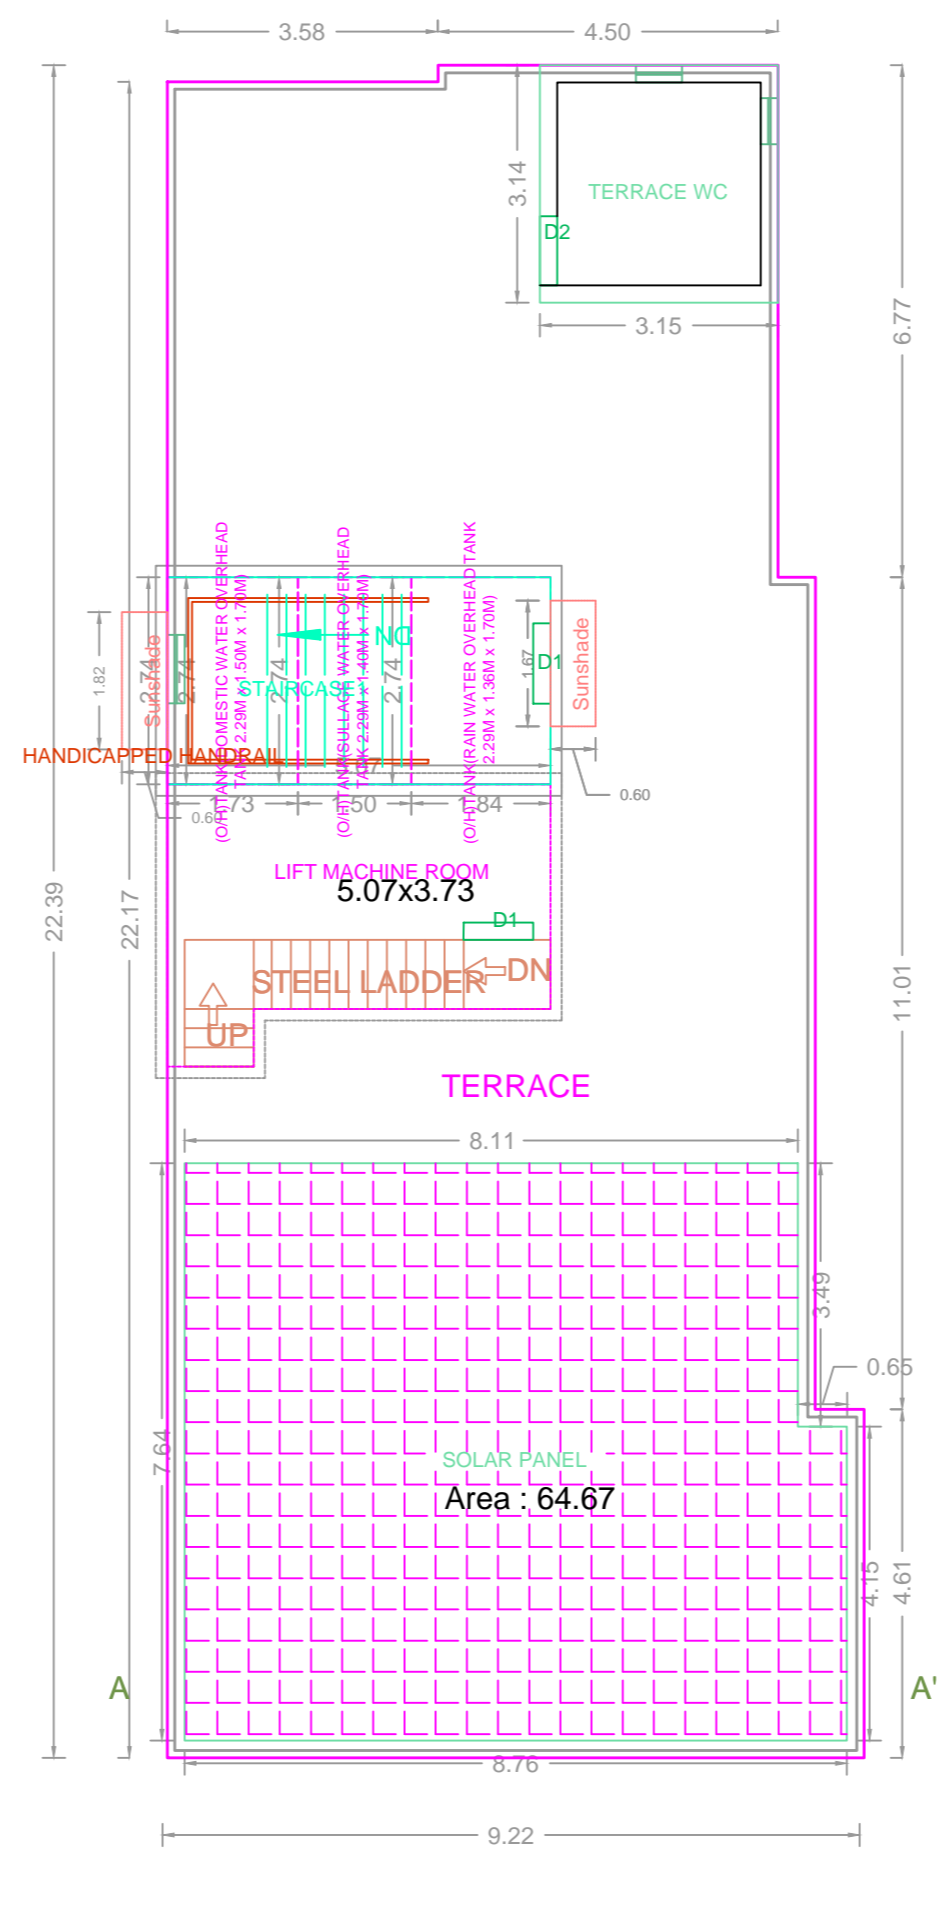 3.58
4.50
3.14
TERRACE WC
D2
3.15
6.77
(O/H)TANK(DOMESTIC WATER OVERHEAD
TANK 2.29M x 1.50M x 1.70M)
(O/H)TANK(SULLAGE WATER OVERHEAD
TANK 2.29M x 1.40M x 1.70M)
(O/H)TANK(RAIN WATER OVERHEAD TANK
2.29M x 1.36M x 1.70M)
DN
Sunshade
1.82
2.74
2.74
2.74
2.74
STAIRCASE1
1.67
D1
Sunshade
HANDICAPPED HANDRAIL
0.60
0.60
1.73
1.50
1.84
LIFT MACHINE ROOM
5.07x3.73
22.39
22.17
D1
STEEL LADDER
DN
UP
11.01
TERRACE
8.11
3.49
0.65
7.64
SOLAR PANEL
Area : 64.67
4.15
4.61
A
A'
8.76
9.22